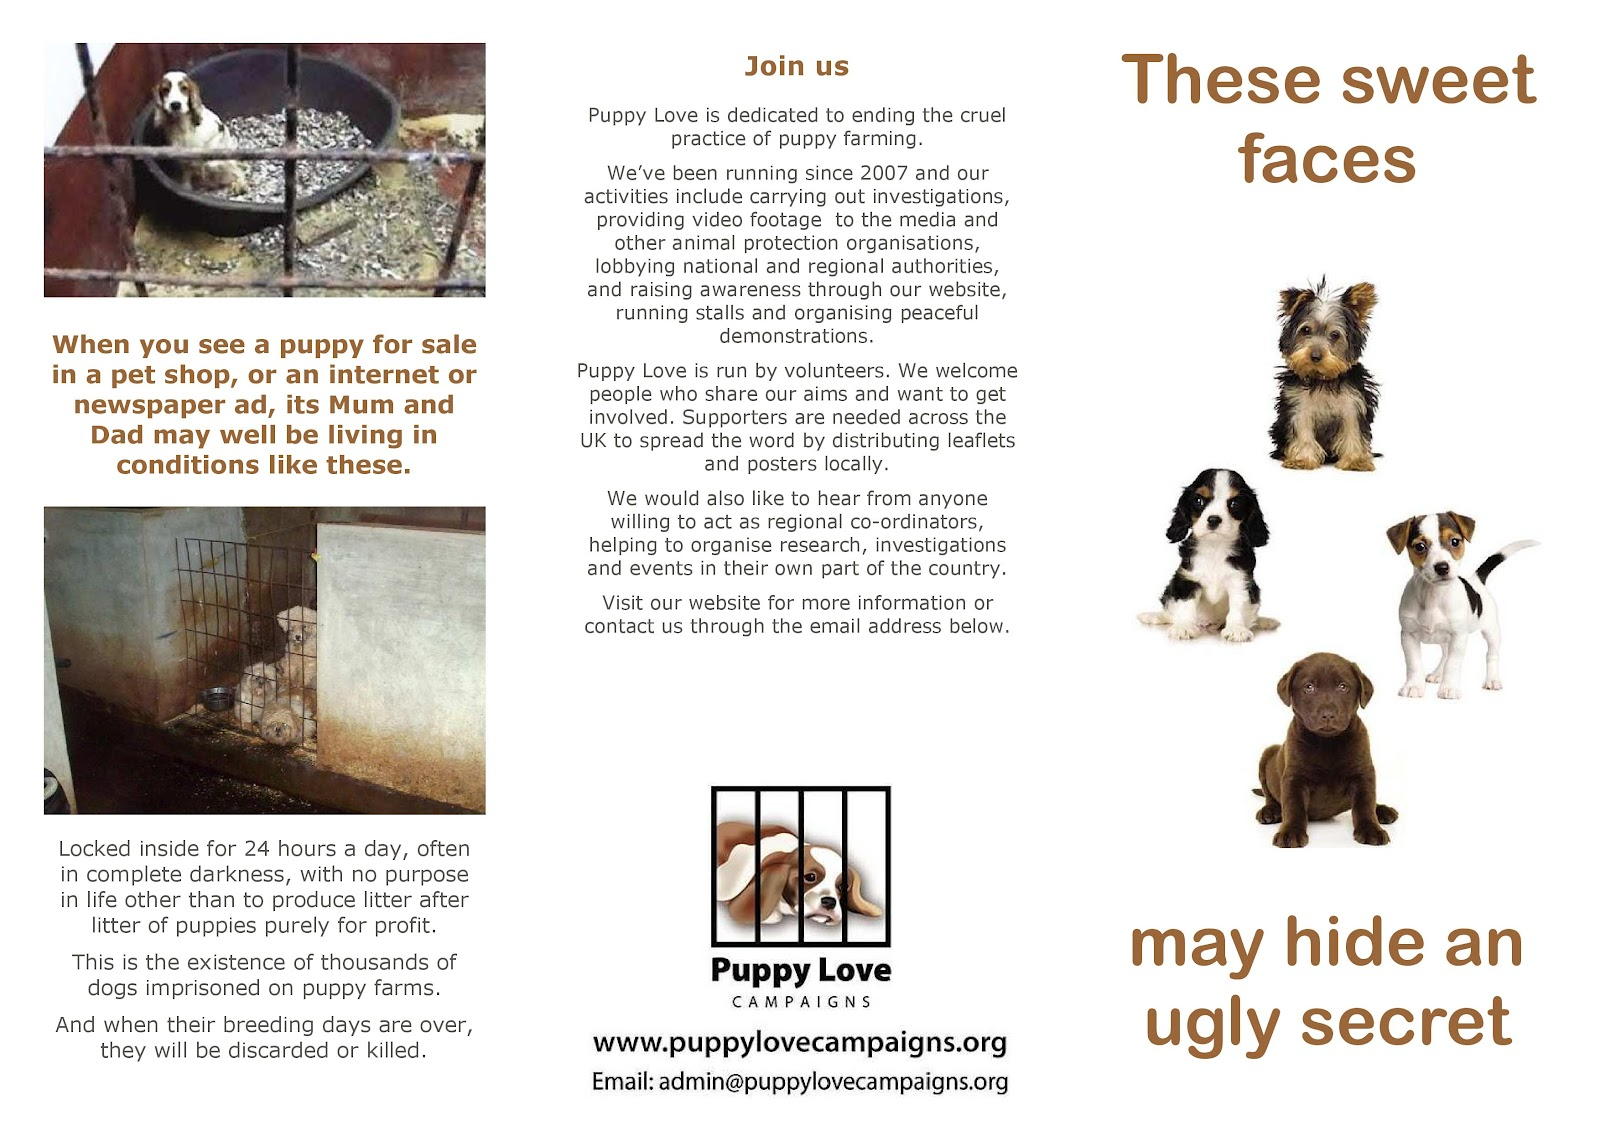 When you see a puppy for sale
in a pet shop, or an internet or
newspaper ad, its Mum and
Dad may well be living in
conditions like these.
Locked inside for 24 hours a day, often
in complete darkness, with no purpose
in life other than to produce litter after
litter of puppies purely for profit.
This is the existence of thousands of
dogs imprisoned on puppy farms.
And when their breeding days are over,
they will be discarded or killed.
Join us
Puppy Love is dedicated to ending the cruel
practice of puppy farming.
We’ve been running since 2007 and our
activities include carrying out investigations,
providing video footage  to the media and
other animal protection organisations,
lobbying national and regional authorities,
and raising awareness through our website,
running stalls and organising peaceful
demonstrations.
Puppy Love is run by volunteers. We welcome
people who share our aims and want to get
involved. Supporters are needed across the
UK to spread the word by distributing leaflets
and posters locally.
We would also like to hear from anyone
willing to act as regional co-ordinators,
helping to organise research, investigations
and events in their own part of the country.
Visit our website for more information or
contact us through the email address below.
Puppy Love
CAMPAIGNS
www.puppylovecampaigns.org
Email: admin@puppylovecampaigns.org
These sweet
faces
may hide an
ugly secret